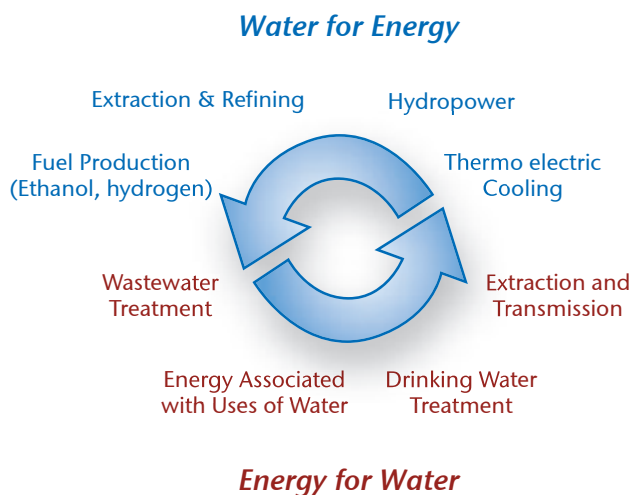 Water for Energy
Extraction & Refining
Hydropower
Fuel Production
(Ethanol, hydrogen)
Thermo electric
Cooling
Wastewater
Treatment
Extraction and
Transmission
Energy Associated
with Uses of Water
Drinking Water
Treatment
Energy for Water